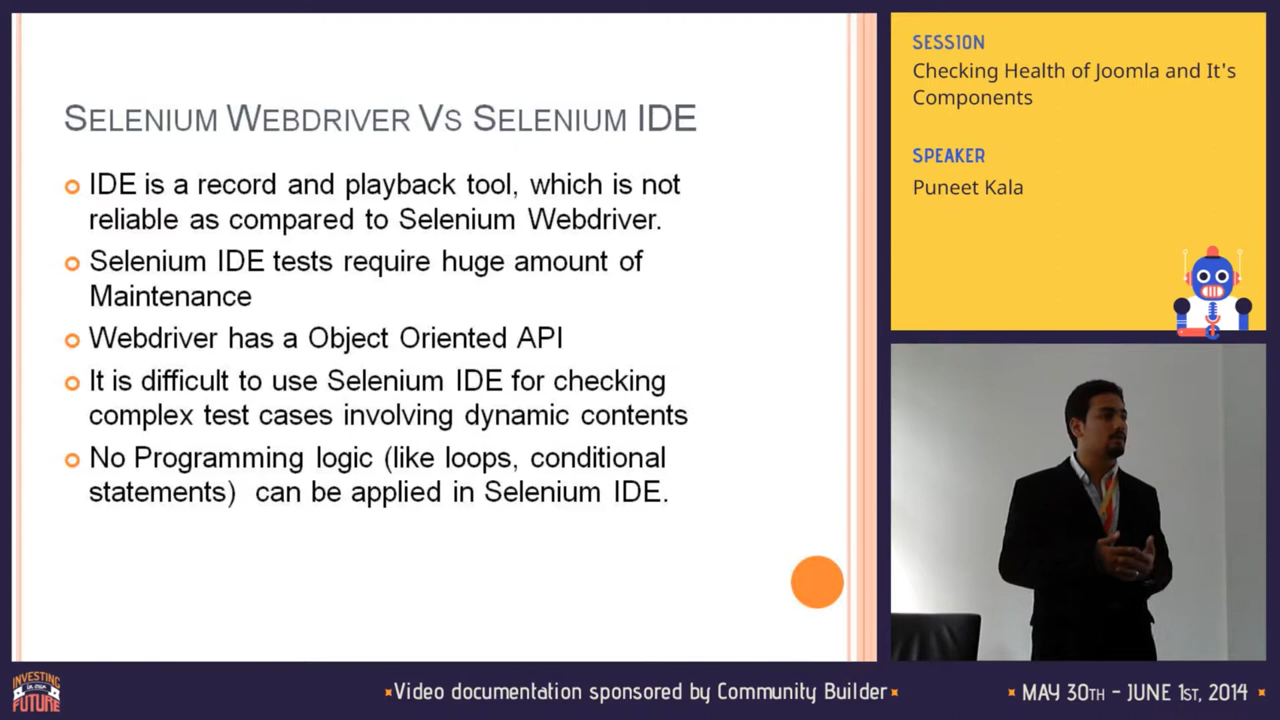 SELENIUM WEBDRIVER VS SELENIUM IDE
IDE is a record and playback tool, which is not
reliable as compared to Selenium Webdriver.
Selenium IDE tests require huge amount of
Maintenance
Webdriver has a Object Oriented API
It is difficult to use Selenium IDE for checking
complex test cases involving dynamic contents
No Programming logic (like loops, conditional
statements)  can be applied in Selenium IDE.
SESSION
Checking Health of Joomla and It's
Components
SPEAKER
Puneet Kala
INVESTING
IN OUR
FUTURE
Video documentation sponsored by Community Builder
MAY 30TH - JUNE 1ST, 2014